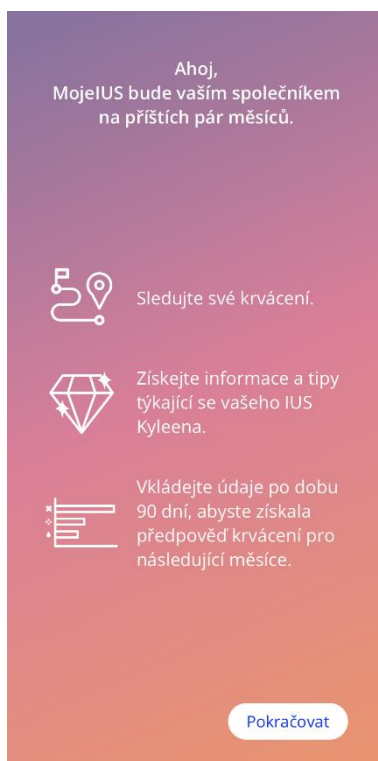 Ahoj,
MojeIUS bude vaším společníkem
na příštích pár měsíců.
Sledujte své krvácení.
Získejte informace a tipy
týkající se vašeho IUS
Kyleena.
Vkládejte údaje po dobu
90 dní, abyste získala
předpověď krvácení pro
následující měsíce.
Pokračovat